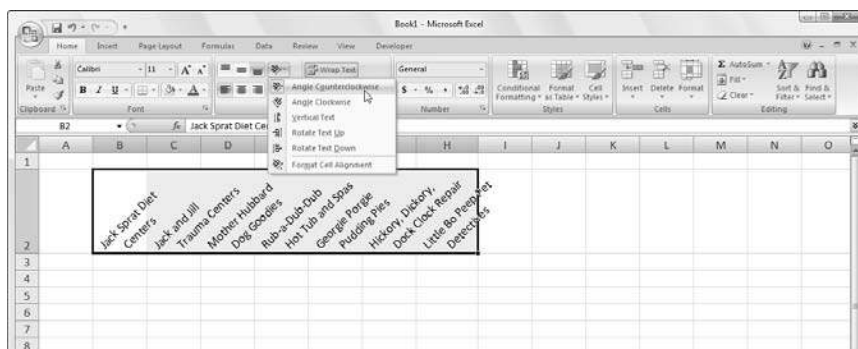 Book1 - Microsoft Excel
Home Insert Page Layout Formulas Data Review View Developer
Calibri 11 A A Wrap Text General Σ AutoSum
Paste B I U A $ - % , Conditional Formatting Format as Table Cell Styles Insert Delete Format Fill Clear Sort & Filter Find & Select
Clipboard Font Number Styles Cells Editing
Angle Counterclockwise
Angle Clockwise
Vertical Text
Rotate Text Up
Rotate Text Down
Format Cell Alignment
B2 fx Jack Sprat Diet Ce
A B C D H I J K L M N O
1
2
Jack Sprat Diet
Centers
Jack and Jill
Trauma Centers
Mother Hubbard
Dog Goodies
Rub-a-Dub-Dub
Hot Tub and Spas
Georgie Porgie
Pudding Pies
Hickory, Dickory,
Dock Clock Repair
Little Bo Peep Pet
Detectives
3
4
5
6
7
8